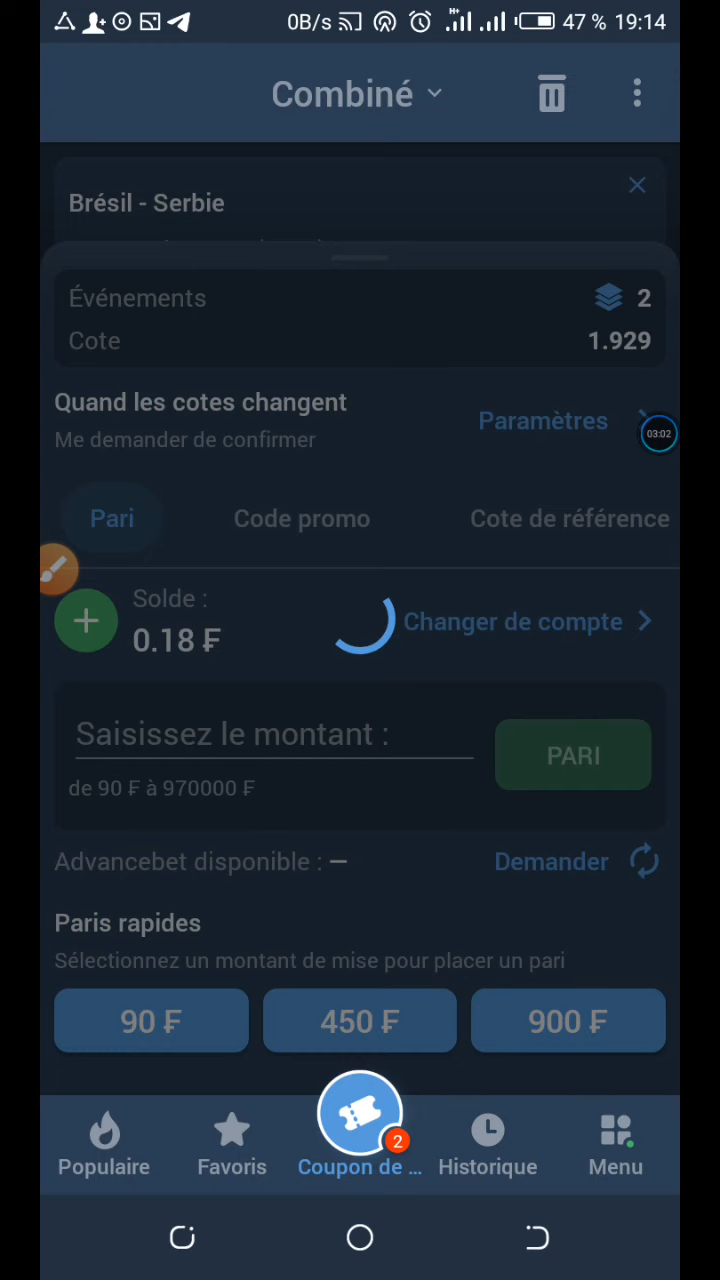 0B/s H+ 47 % 19:14
Combiné
Brésil - Serbie
Événements 2
Cote 1.929
Quand les cotes changent
Me demander de confirmer
Paramètres
03:02
Pari Code promo Cote de référence
Solde :
0.18 ₣
Changer de compte
Saisissez le montant :
PARI
de 90 ₣ à 970000 ₣
Advancebet disponible : — Demander
Paris rapides
Sélectionnez un montant de mise pour placer un pari
90 ₣ 450 ₣ 900 ₣
2
Populaire Favoris Coupon de ... Historique Menu